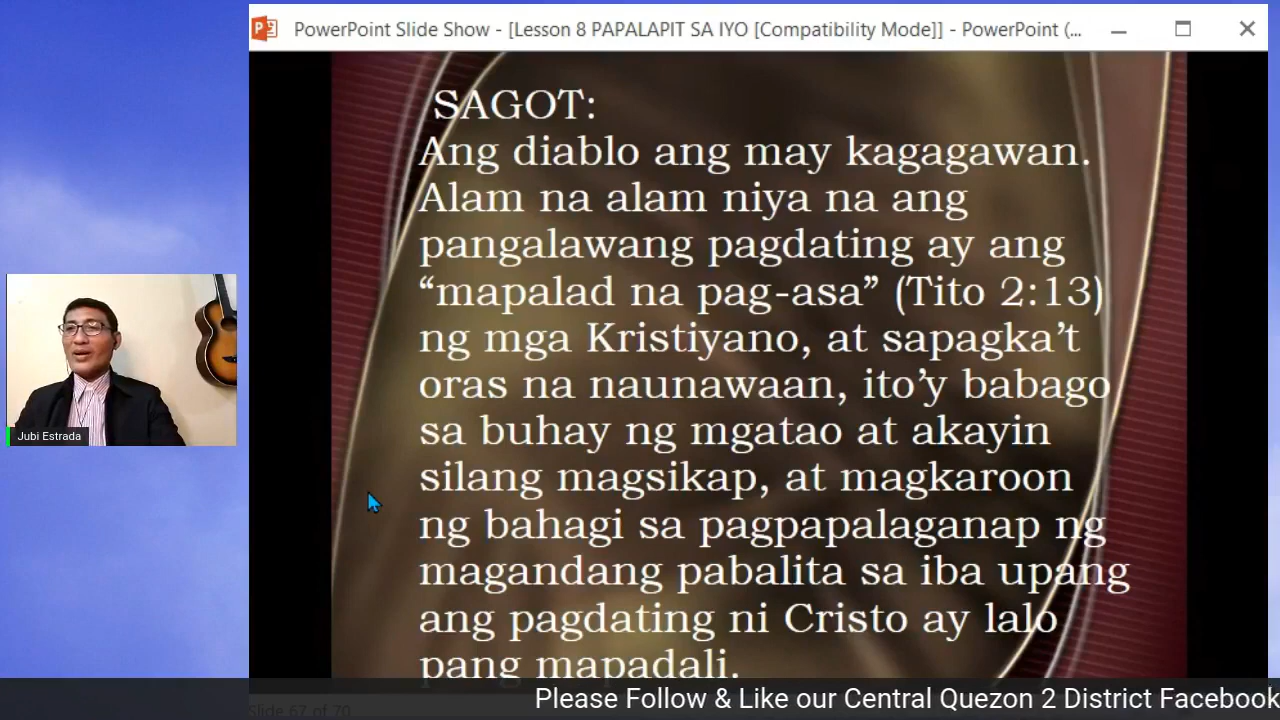 PowerPoint Slide Show - [Lesson 8 PAPALAPIT SA IYO [Compatibility Mode]] - PowerPoint (...
SAGOT:
Ang diablo ang may kagagawan.
Alam na alam niya na ang
pangalawang pagdating ay ang
“mapalad na pag-asa” (Tito 2:13)
ng mga Kristiyano, at sapagka’t
oras na naunawaan, ito’y babago
sa buhay ng mgatao at akayin
silang magsikap, at magkaroon
ng bahagi sa pagpapalaganap ng
magandang pabalita sa iba upang
ang pagdating ni Cristo ay lalo
pang mapadali.
Jubi Estrada
Slide 67 of 70
Please Follow & Like our Central Quezon 2 District Facebook